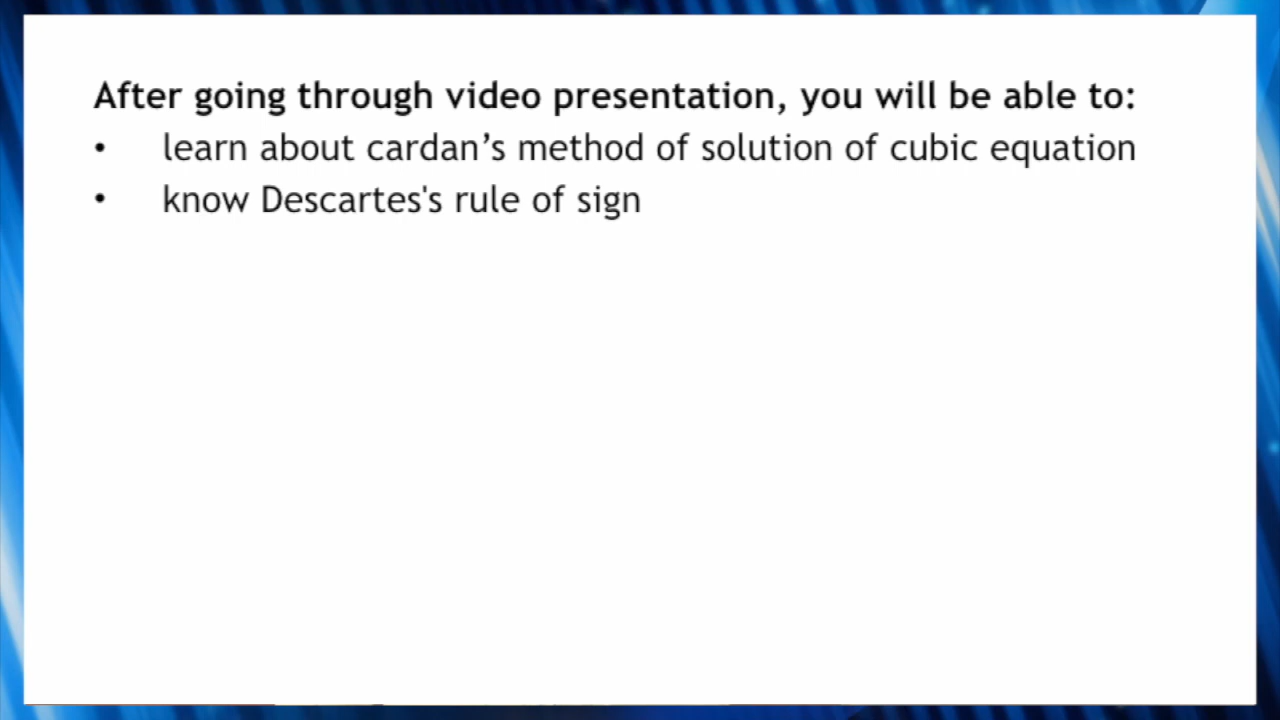 After going through video presentation, you will be able to:
• learn about cardan’s method of solution of cubic equation
• know Descartes's rule of sign